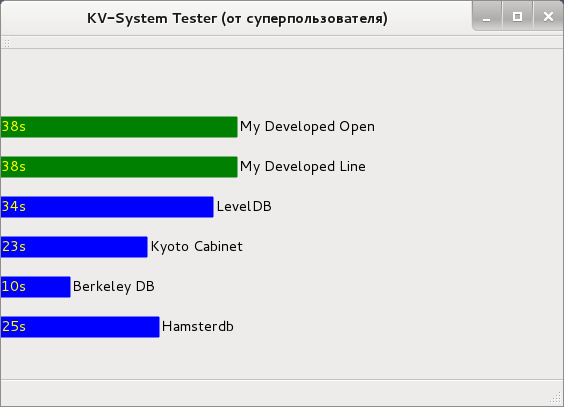 KV-System Tester (от суперпользователя)
38s My Developed Open
38s My Developed Line
34s LevelDB
23s Kyoto Cabinet
10s Berkeley DB
25s Hamsterdb